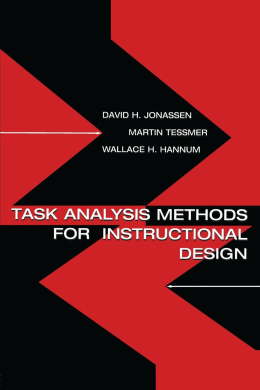 DAVID H. JONASSEN
MARTIN TESSMER
WALLACE H. HANNUM
TASK ANALYSIS METHODS
FOR INSTRUCTIONAL
DESIGN